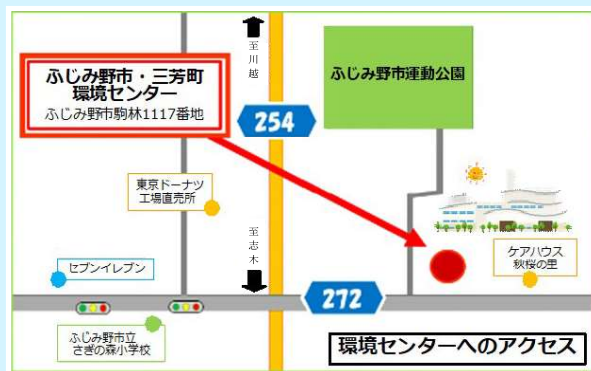 至川越
ふじみ野市・三芳町
環境センター
ふじみ野市駒林1117番地
ふじみ野市運動公園
254
東京ドーナツ
工場直売所
至志木
セブンイレブン
ケアハウス
秋桜の里
272
ふじみ野市立
さぎの森小学校
環境センターへのアクセス